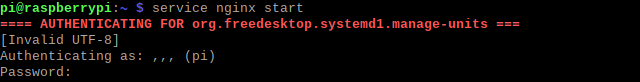 pi@raspberrypi:~ $ service nginx start
==== AUTHENTICATING FOR org.freedesktop.systemd1.manage-units ===
[Invalid UTF-8]
Authenticating as: ,,, (pi)
Password: